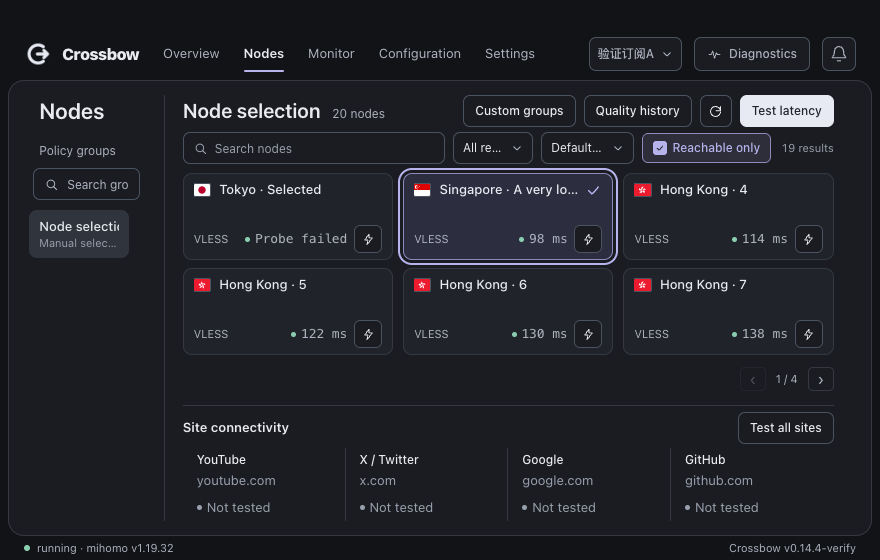 Crossbow Overview Nodes Monitor Configuration Settings 验证订阅A Diagnostics
Nodes
Policy groups
Search gro
Node selectio
Manual selec...
Node selection 20 nodes Custom groups Quality history Test latency
Search nodes All re... Default... Reachable only 19 results
Tokyo · Selected
VLESS Probe failed
Singapore · A very lo...
VLESS 98 ms
Hong Kong · 4
VLESS 114 ms
Hong Kong · 5
VLESS 122 ms
Hong Kong · 6
VLESS 130 ms
Hong Kong · 7
VLESS 138 ms
1 / 4
Site connectivity Test all sites
YouTube
youtube.com
Not tested
X / Twitter
x.com
Not tested
Google
google.com
Not tested
GitHub
github.com
Not tested
running · mihomo v1.19.32 Crossbow v0.14.4-verify